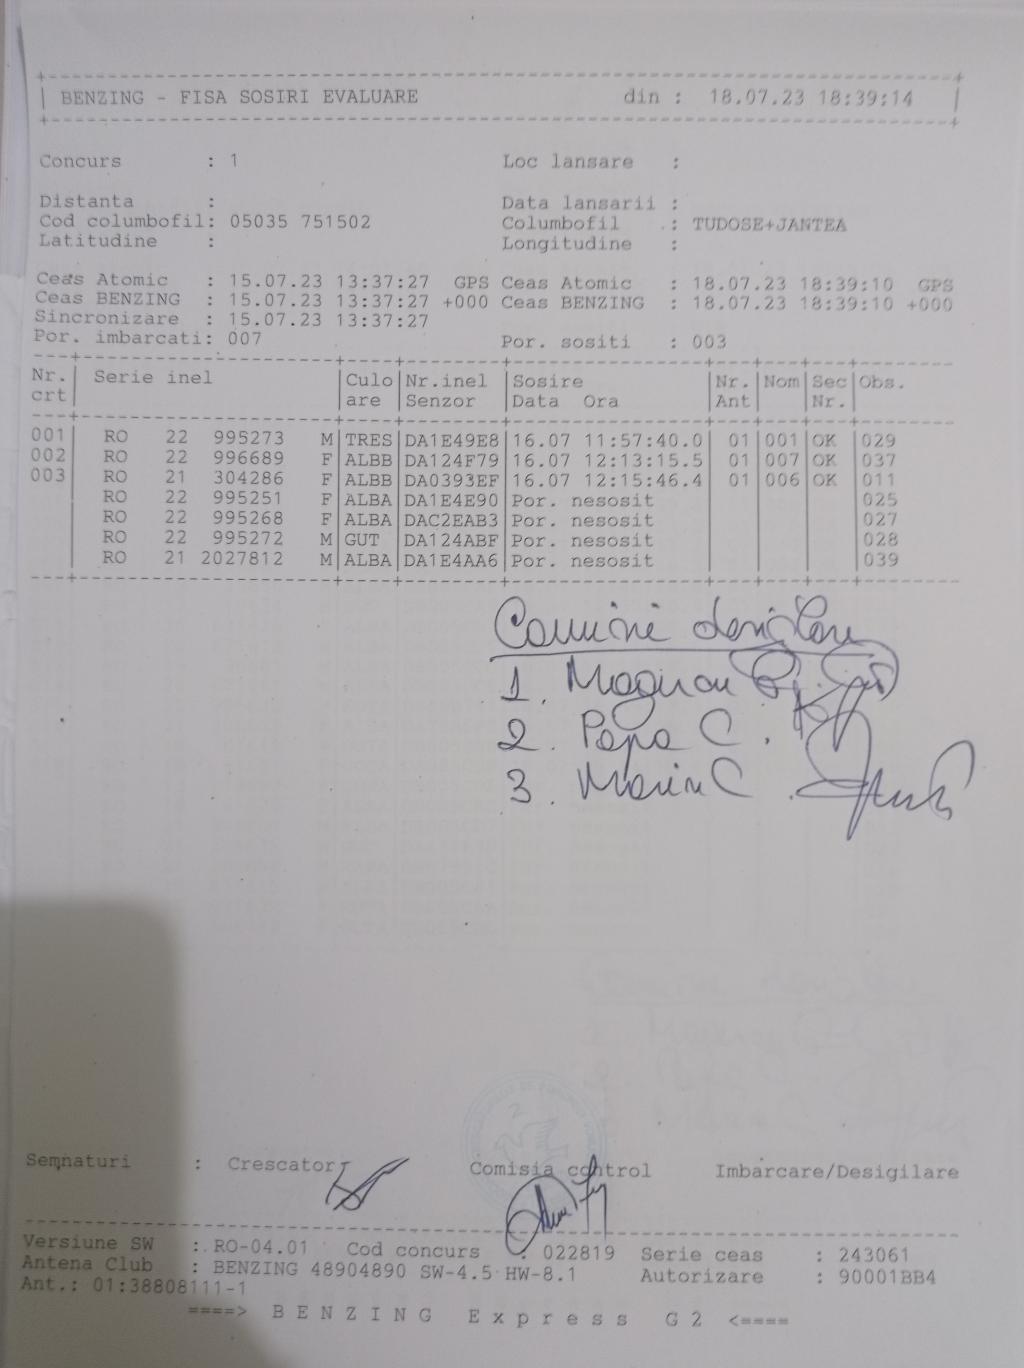 BENZING - FISA SOSIRI EVALUARE din : 18.07.23 18:39:14
Concurs : 1 Loc lansare :
Distanta : Data lansarii :
Cod columbofil: 05035 751502 Columbofil : TUDOSE+JANTEA
Latitudine : Longitudine :
Ceas Atomic : 15.07.23 13:37:27 GPS Ceas Atomic : 18.07.23 18:39:10 GPS
Ceas BENZING : 15.07.23 13:37:27 +000 Ceas BENZING : 18.07.23 18:39:10 +000
Sincronizare : 15.07.23 13:37:27
Por. imbarcati: 007 Por. sositi : 003
Nr. Serie inel Culo Nr.inel Sosire Nr. Nom Sec Obs.
crt are Senzor Data Ora Ant Nr.
001 RO 22 995273 M TRES DA1E49E8 16.07 11:57:40.0 01 001 OK 029
002 RO 22 996689 F ALBB DA124F79 16.07 12:13:15.5 01 007 OK 037
003 RO 21 304286 F ALBB DA0393EF 16.07 12:15:46.4 01 006 OK 011
RO 22 995251 F ALBA DA1E4E90 Por. nesosit 025
RO 22 995268 F ALBA DAC2EAB3 Por. nesosit 027
RO 22 995272 M GUT DA124ABF Por. nesosit 028
RO 21 2027812 M ALBA DA1E4AA6 Por. nesosit 039
1.
2. Popa C.
3. Marin C.
Semnaturi : Crescator Comisia control Imbarcare/Desigilare
Versiune SW : RO-04.01 Cod concurs : 022819 Serie ceas : 243061
Antena Club : BENZING 48904890 SW-4.5 HW-8.1 Autorizare : 90001BB4
Ant.: 01:38808111-1
====> B E N Z I N G E x p r e s s G 2 <====